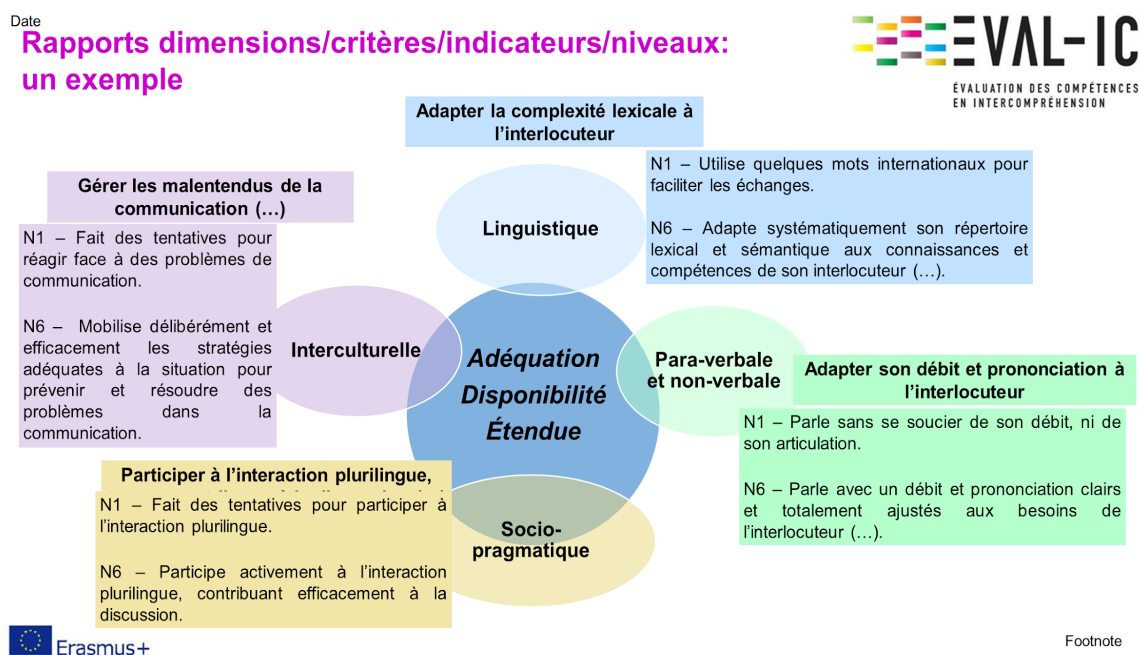 Date
Rapports dimensions/critères/indicateurs/niveaux:
un exemple
EVAL-IC
ÉVALUATION DES COMPÉTENCES
EN INTERCOMPRÉHENSION
Adapter la complexité lexicale à
l'interlocuteur
N1 – Utilise quelques mots internationaux pour
faciliter les échanges.
N6 – Adapte systématiquement son répertoire
lexical et sémantique aux connaissances et
compétences de son interlocuteur (…).
Linguistique
Gérer les malentendus de la
communication (…)
N1 – Fait des tentatives pour
réagir face à des problèmes de
communication.
N6 – Mobilise délibérément et
efficacement les stratégies
adéquates à la situation pour
prévenir et résoudre des
problèmes dans la
communication.
Interculturelle
Adéquation
Disponibilité
Étendue
Para-verbale
et non-verbale
Adapter son débit et prononciation à
l'interlocuteur
N1 – Parle sans se soucier de son débit, ni de
son articulation.
N6 – Parle avec un débit et prononciation clairs
et totalement ajustés aux besoins de
l'interlocuteur (…).
Participer à l'interaction plurilingue,
N1 – Fait des tentatives pour participer à
l'interaction plurilingue.
N6 – Participe activement à l'interaction
plurilingue, contribuant efficacement à la
discussion.
Socio-
pragmatique
Erasmus+
Footnote